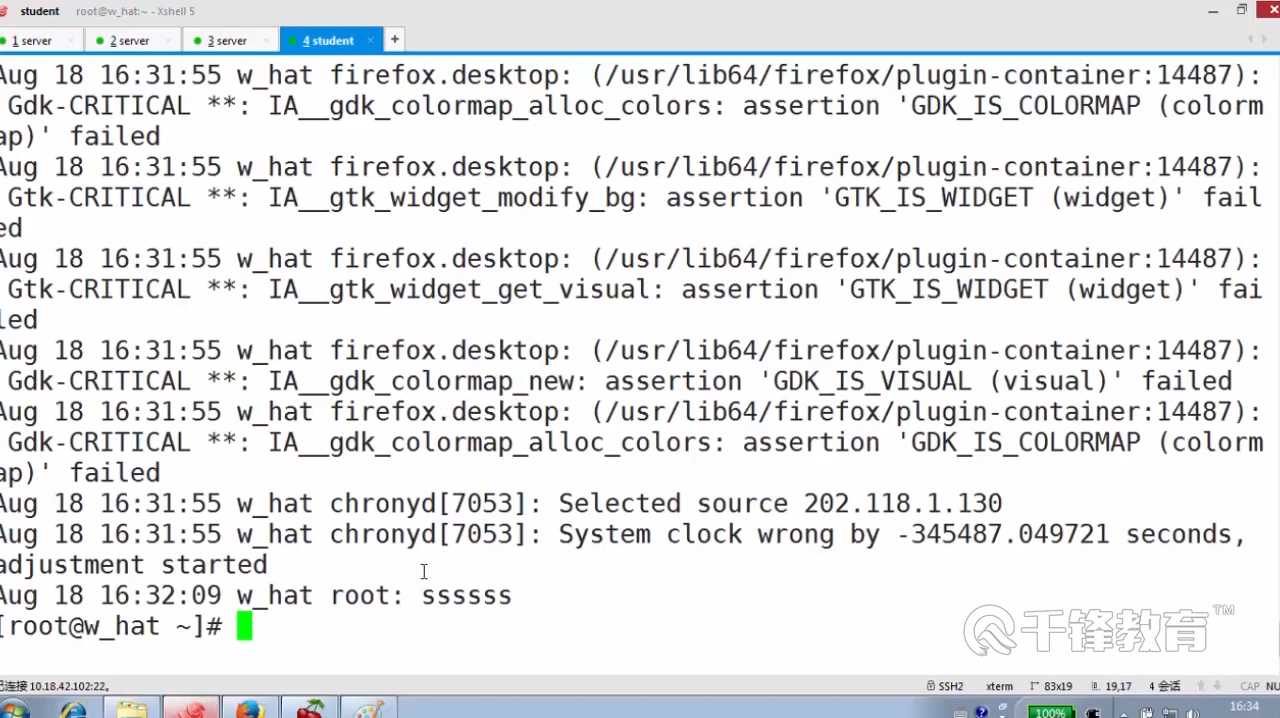 student root@w_hat:~ - Xshell 5
1 server 2 server 3 server 4 student +
Aug 18 16:31:55 w_hat firefox.desktop: (/usr/lib64/firefox/plugin-container:14487):
Gdk-CRITICAL **: IA__gdk_colormap_alloc_colors: assertion 'GDK_IS_COLORMAP (colorm
ap)' failed
Aug 18 16:31:55 w_hat firefox.desktop: (/usr/lib64/firefox/plugin-container:14487):
Gtk-CRITICAL **: IA__gtk_widget_modify_bg: assertion 'GTK_IS_WIDGET (widget)' fail
ed
Aug 18 16:31:55 w_hat firefox.desktop: (/usr/lib64/firefox/plugin-container:14487):
Gtk-CRITICAL **: IA__gtk_widget_get_visual: assertion 'GTK_IS_WIDGET (widget)' fai
led
Aug 18 16:31:55 w_hat firefox.desktop: (/usr/lib64/firefox/plugin-container:14487):
Gdk-CRITICAL **: IA__gdk_colormap_new: assertion 'GDK_IS_VISUAL (visual)' failed
Aug 18 16:31:55 w_hat firefox.desktop: (/usr/lib64/firefox/plugin-container:14487):
Gdk-CRITICAL **: IA__gdk_colormap_alloc_colors: assertion 'GDK_IS_COLORMAP (colorm
ap)' failed
Aug 18 16:31:55 w_hat chronyd[7053]: Selected source 202.118.1.130
Aug 18 16:31:55 w_hat chronyd[7053]: System clock wrong by -345487.049721 seconds,
adjustment started
Aug 18 16:32:09 w_hat root: ssssss
[root@w_hat ~]#
千锋教育 TM
已连接 10.18.42.102:22。 SSH2 xterm 83x19 19,17 4 会话 CAP NU
100% 16:34